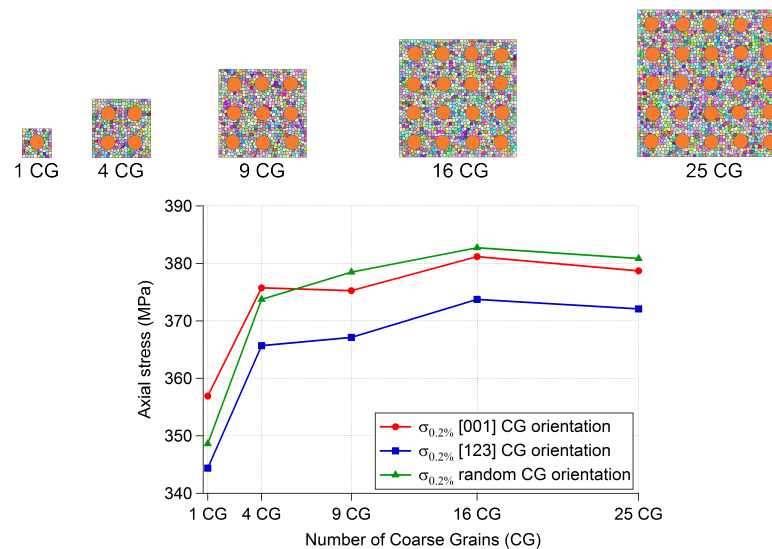 1 CG 4 CG 9 CG 16 CG 25 CG
390
380
370
360
350
340
Axial stress (MPa)
σ0.2% [001] CG orientation
σ0.2% [123] CG orientation
σ0.2% random CG orientation
1 CG 4 CG 9 CG 16 CG 25 CG
Number of Coarse Grains (CG)